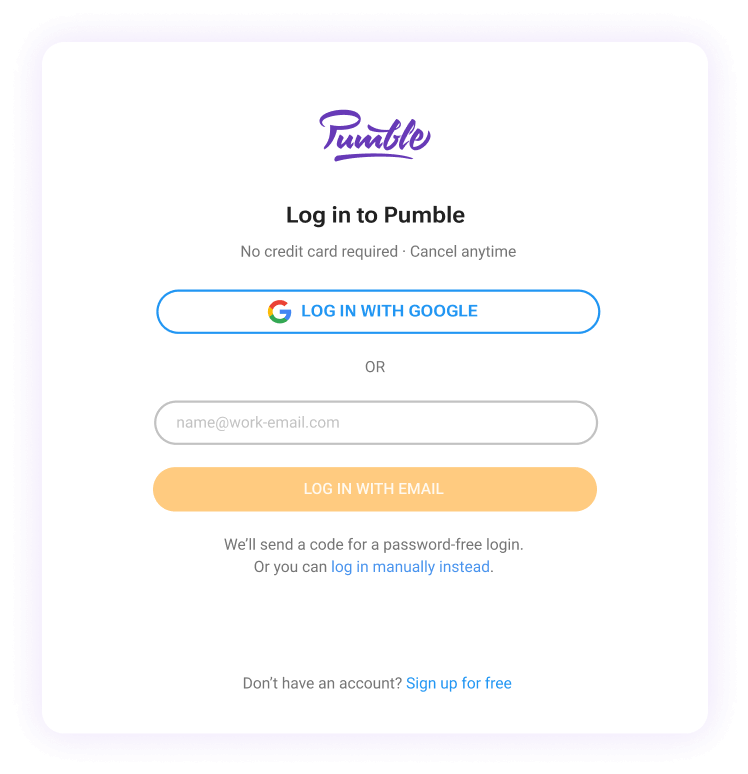 Pumble
Log in to Pumble
No credit card required · Cancel anytime
LOG IN WITH GOOGLE
OR
name@work-email.com
LOG IN WITH EMAIL
We’ll send a code for a password-free login.
Or you can log in manually instead.
Don’t have an account? Sign up for free